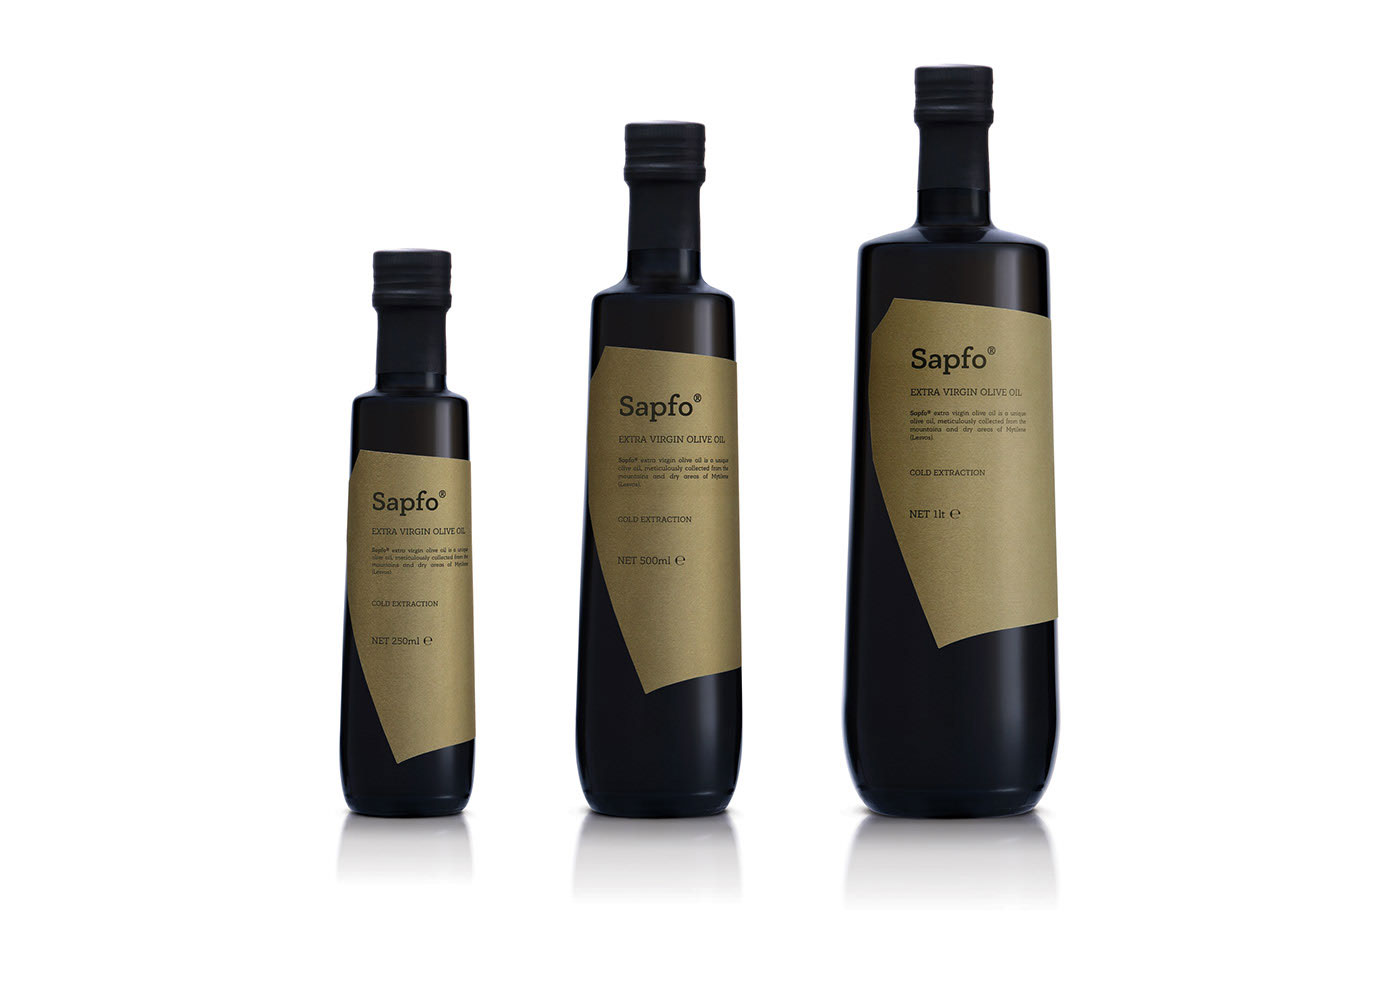 Sapfo®
EXTRA VIRGIN OLIVE OIL
Sapfo® extra virgin olive oil is a unique
olive oil, meticulously collected from the
mountains and dry areas of Mytilene
(Lesvos).
COLD EXTRACTION
NET 250ml ℮
Sapfo®
EXTRA VIRGIN OLIVE OIL
Sapfo® extra virgin olive oil is a unique
olive oil, meticulously collected from the
mountains and dry areas of Mytilene
(Lesvos).
COLD EXTRACTION
NET 500ml ℮
Sapfo®
EXTRA VIRGIN OLIVE OIL
Sapfo® extra virgin olive oil is a unique
olive oil, meticulously collected from the
mountains and dry areas of Mytilene
(Lesvos).
COLD EXTRACTION
NET 1lt ℮